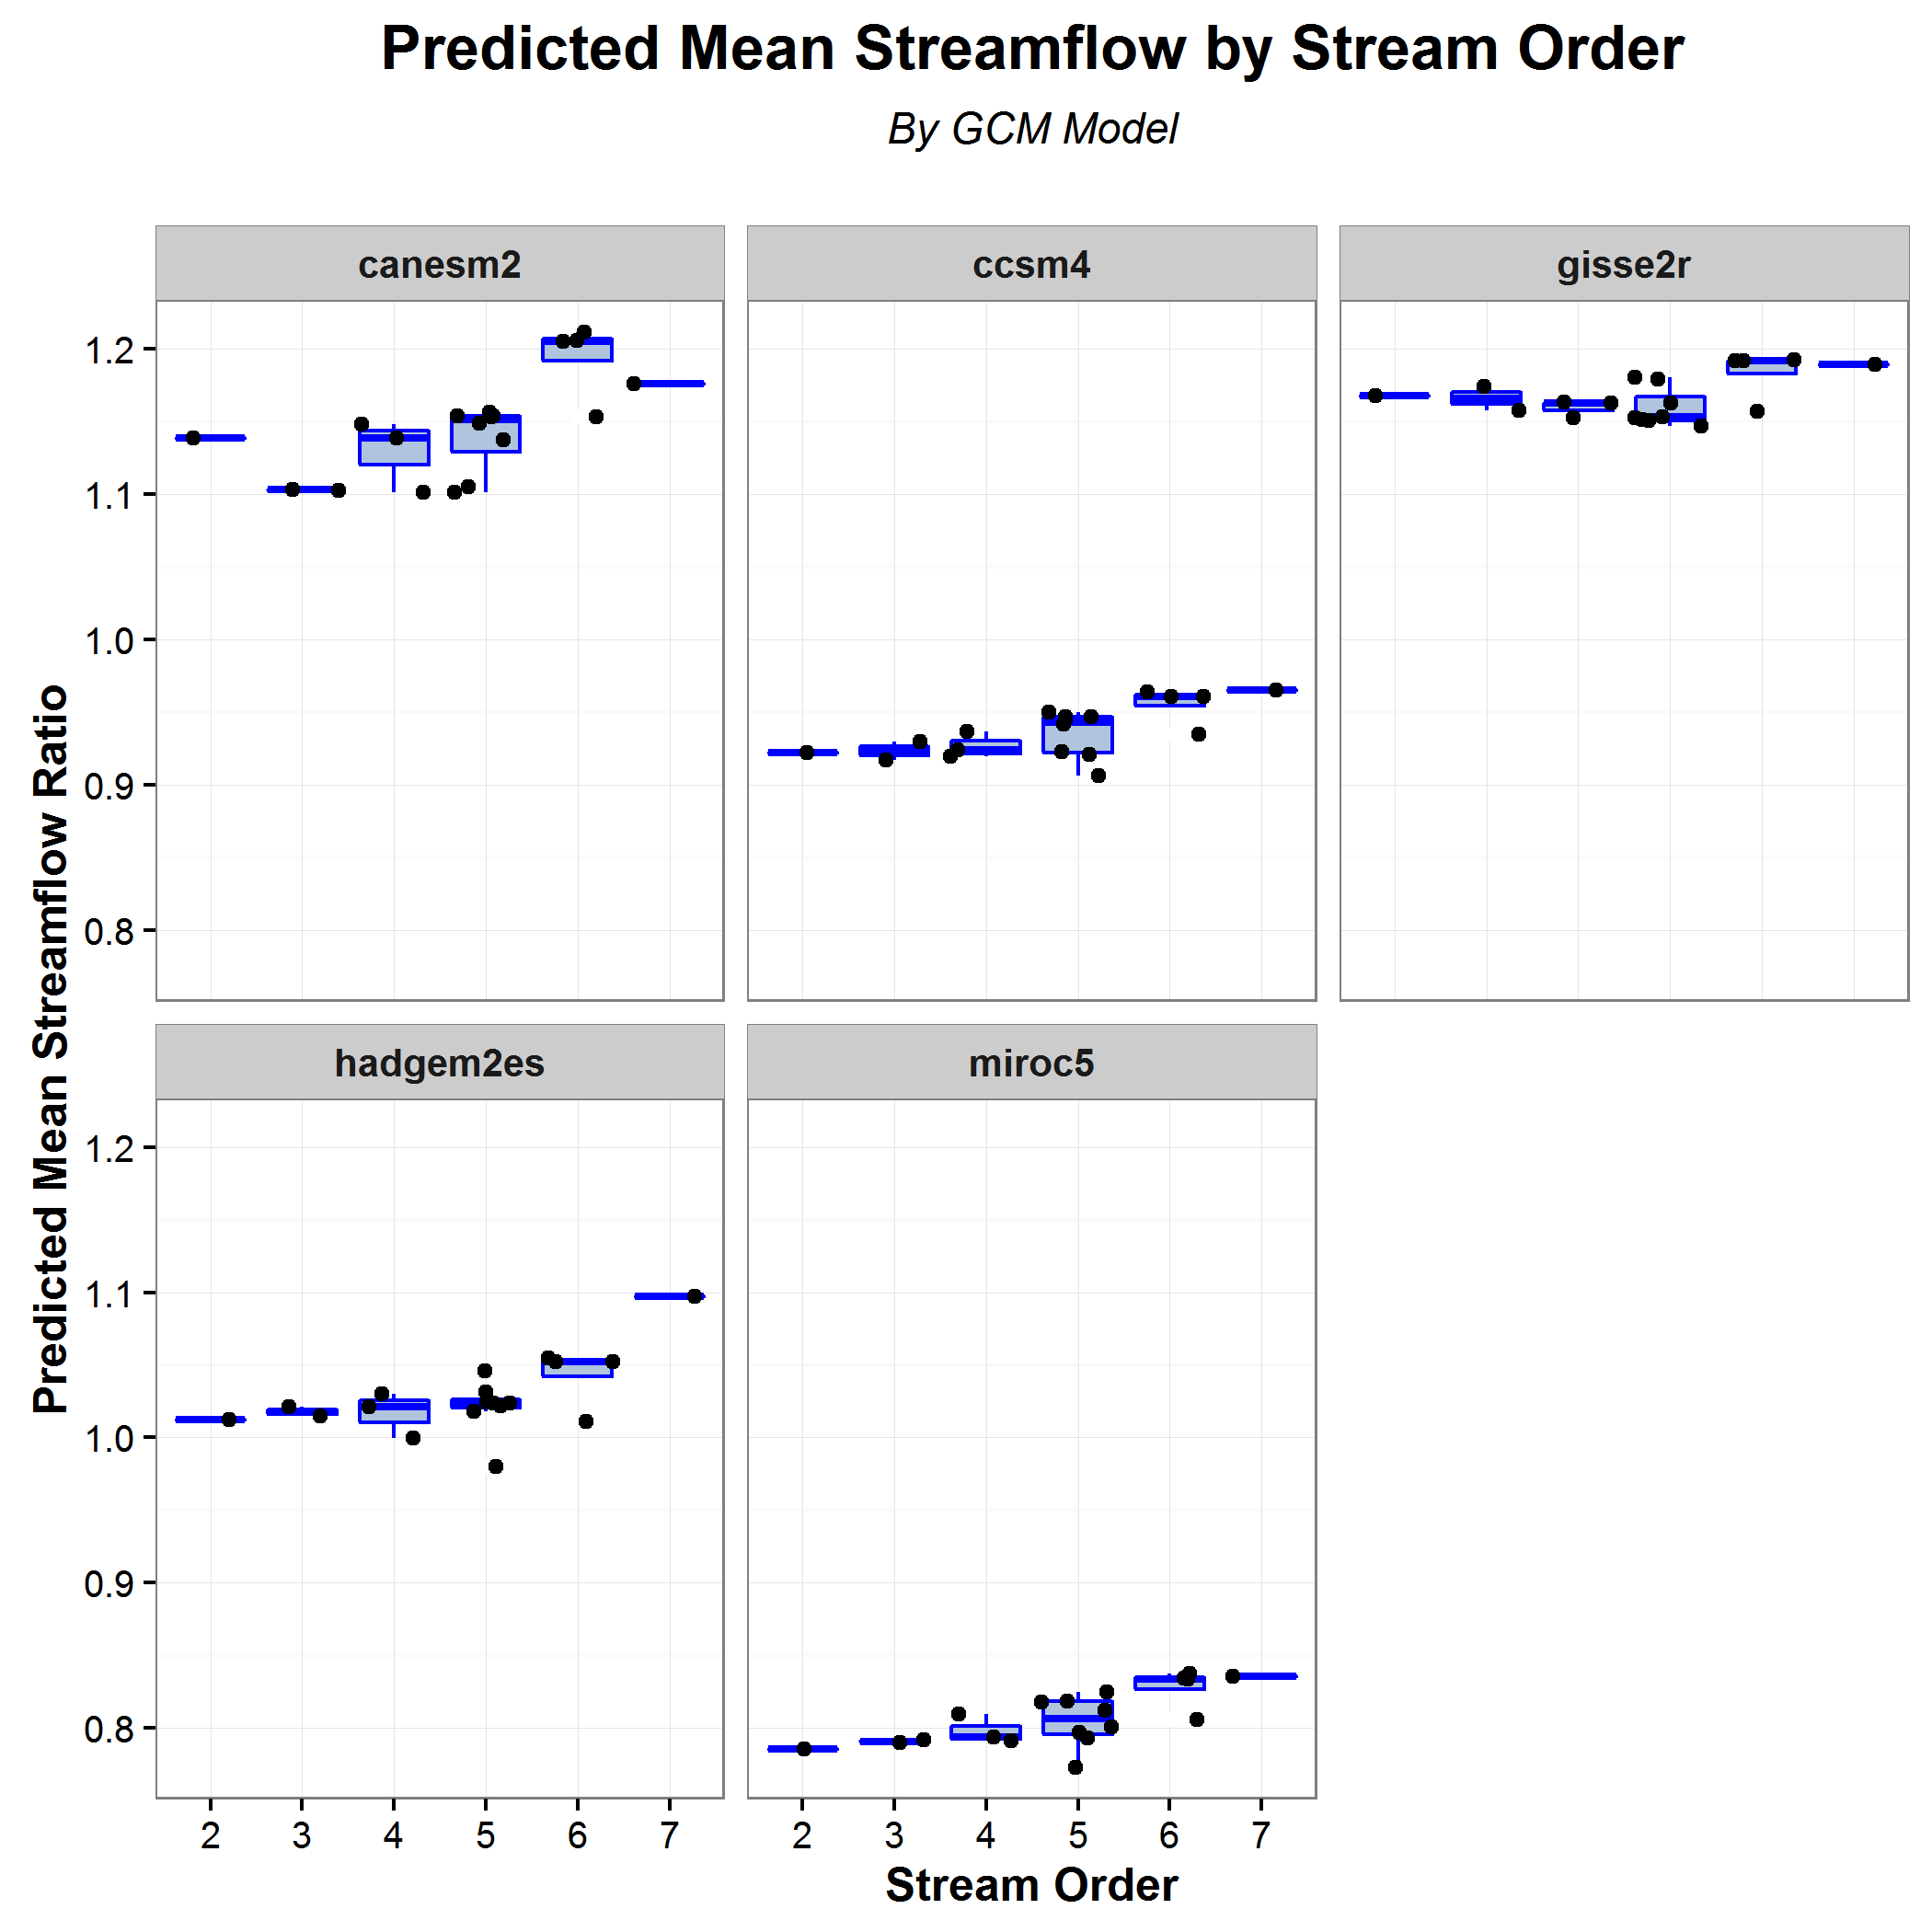 Predicted Mean Streamflow by Stream Order
By GCM Model
canesm2
ccsm4
gisse2r
1.2
1.1
1.0
0.9
0.8
Predicted Mean Streamflow Ratio
hadgem2es
miroc5
1.2
1.1
1.0
0.9
0.8
2 3 4 5 6 7
2 3 4 5 6 7
Stream Order